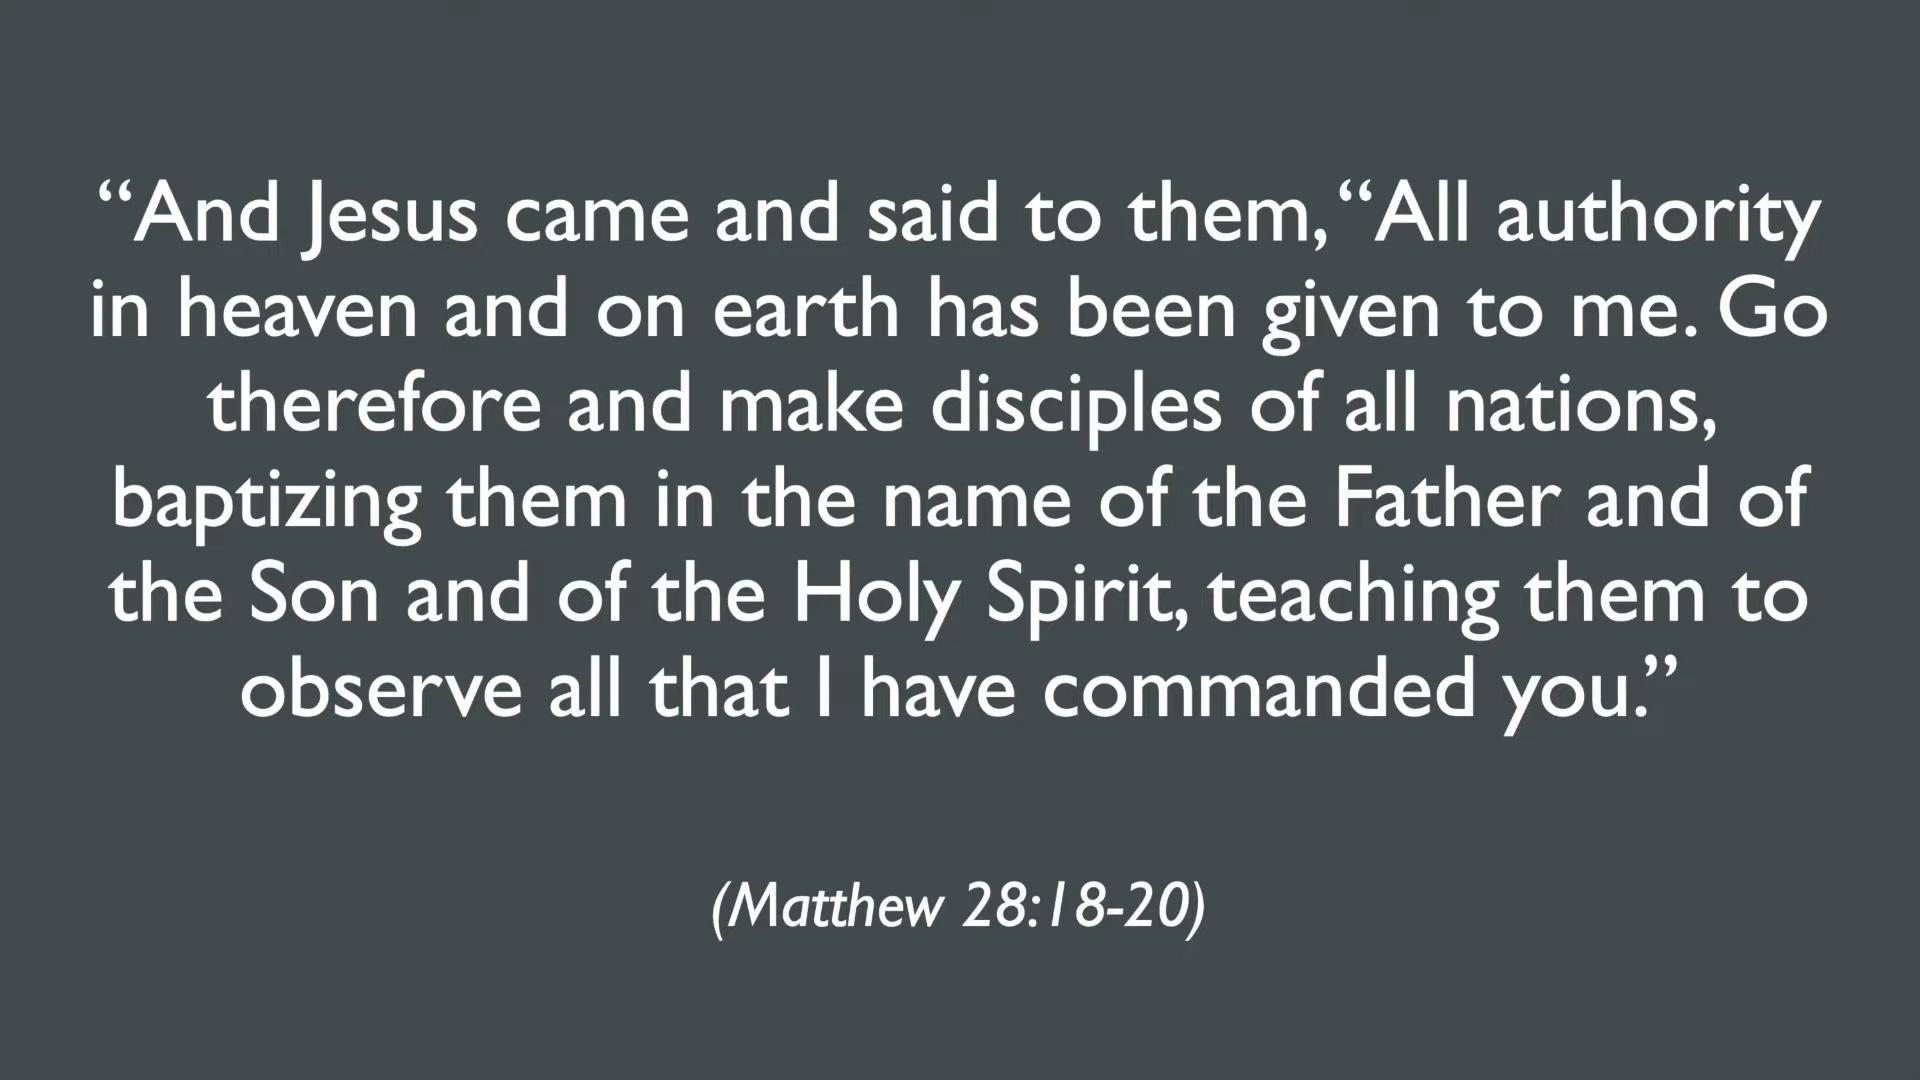 “And Jesus came and said to them, “All authority
in heaven and on earth has been given to me. Go
therefore and make disciples of all nations,
baptizing them in the name of the Father and of
the Son and of the Holy Spirit, teaching them to
observe all that I have commanded you.”
(Matthew 28:18-20)